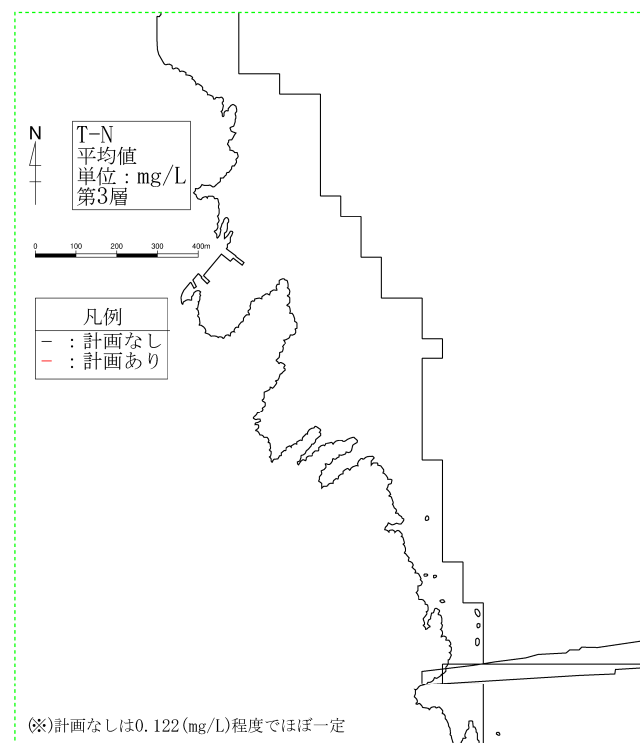 N
T-N
平均値
単位：mg/L
第3層
0 100 200 300 400m
凡例
－ ：計画なし
－ ：計画あり
(※)計画なしは0.122(mg/L)程度でほぼ一定